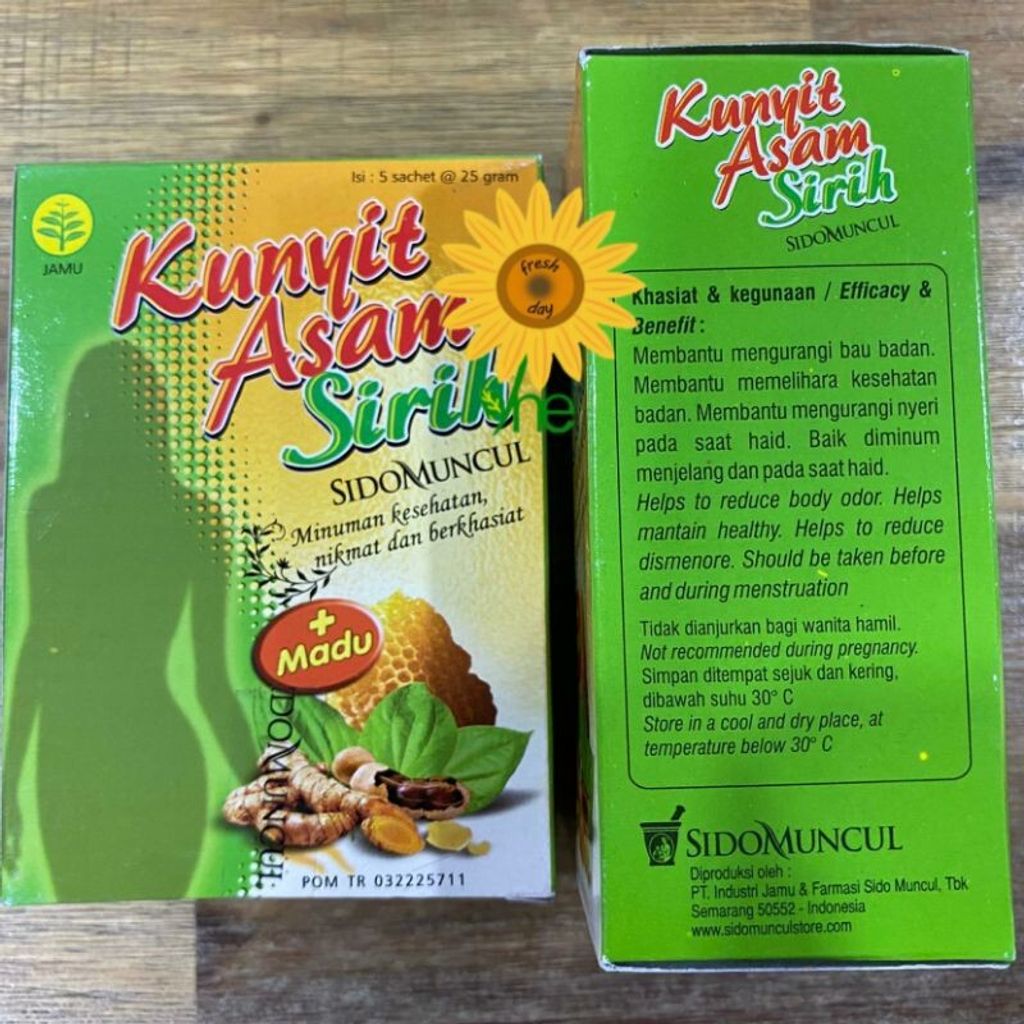 Isi : 5 sachet @ 25 gram
JAMU
Kunyit
Asam
Sirih
SIDOMUNCUL
Minuman kesehatan,
nikmat dan berkhasiat
+
Madu
SIDOMUNCUL
POM TR 032225711
fresh
day
he
Kunyit
Asam
Sirih
SIDOMUNCUL
Khasiat & kegunaan / Efficacy &
Benefit :
Membantu mengurangi bau badan.
Membantu memelihara kesehatan
badan. Membantu mengurangi nyeri
pada saat haid. Baik diminum
menjelang dan pada saat haid.
Helps to reduce body odor. Helps
mantain healthy. Helps to reduce
dismenore. Should be taken before
and during menstruation
Tidak dianjurkan bagi wanita hamil.
Not recommended during pregnancy.
Simpan ditempat sejuk dan kering,
dibawah suhu 30° C
Store in a cool and dry place, at
temperature below 30° C
SIDOMUNCUL
Diproduksi oleh :
PT. Industri Jamu & Farmasi Sido Muncul, Tbk
Semarang 50552 - Indonesia
www.sidomunculstore.com